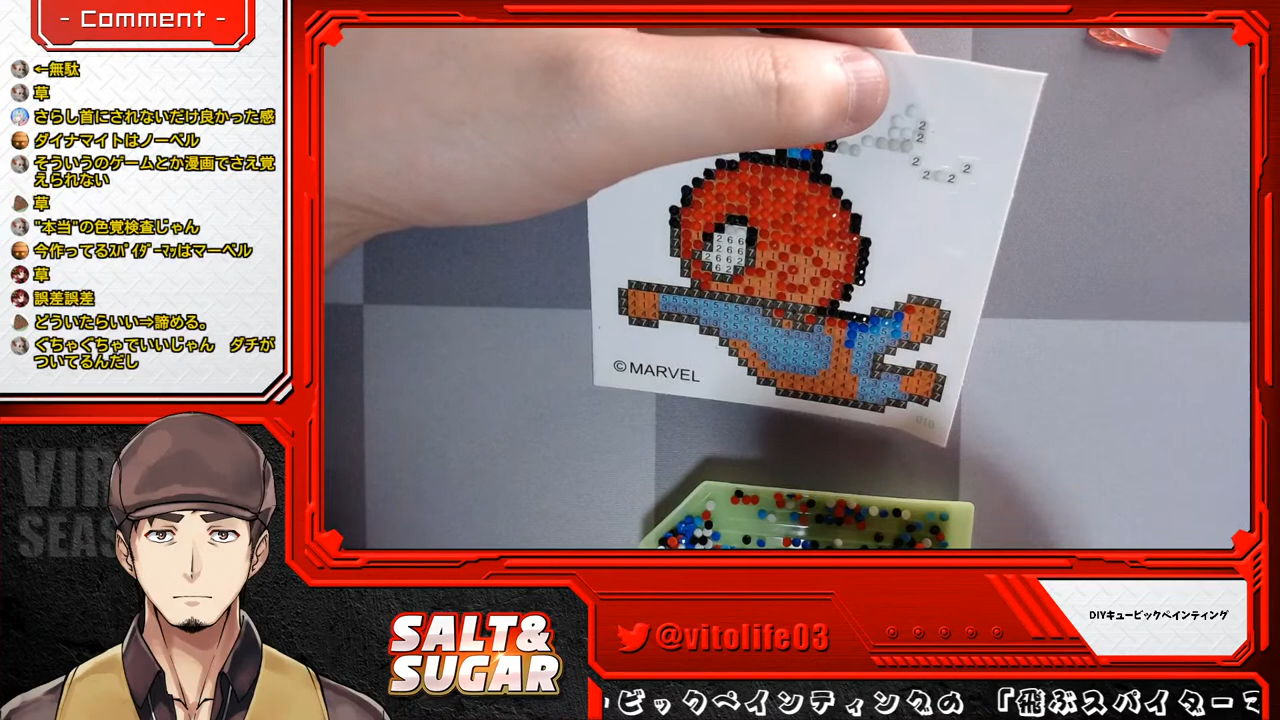 - Comment -
←無駄
草
さらし首にされないだけ良かった感
ダイナマイトはノーベル
そういうのゲームとか漫画でさえ覚
えられない
草
"本当"の色覚検査じゃん
今作ってるｽﾊﾟｲﾀﾞｰﾏｯはマーベル
草
誤差誤差
どういたらいい⇒諦める。
ぐちゃぐちゃでいいじゃん　ダチが
ついてるんだし
©MARVEL
010
SALT&
SUGAR
@vitolife03
DIYキュービックペインティング
ビックペインティングの 「飛ぶスパイダーマ